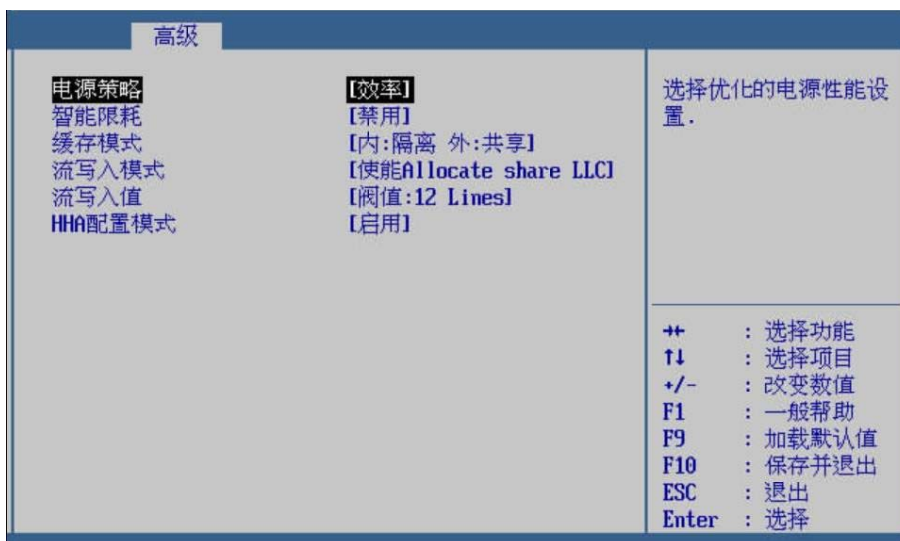 高级
电源策略 [效率]
智能限耗 [禁用]
缓存模式 [内:隔离 外:共享]
流写入模式 [使能Allocate share LLC]
流写入值 [阀值:12 Lines]
HHA配置模式 [启用]
选择优化的电源性能设
置.
→← : 选择功能
↑↓ : 选择项目
+/- : 改变数值
F1 : 一般帮助
F9 : 加载默认值
F10 : 保存并退出
ESC : 退出
Enter : 选择